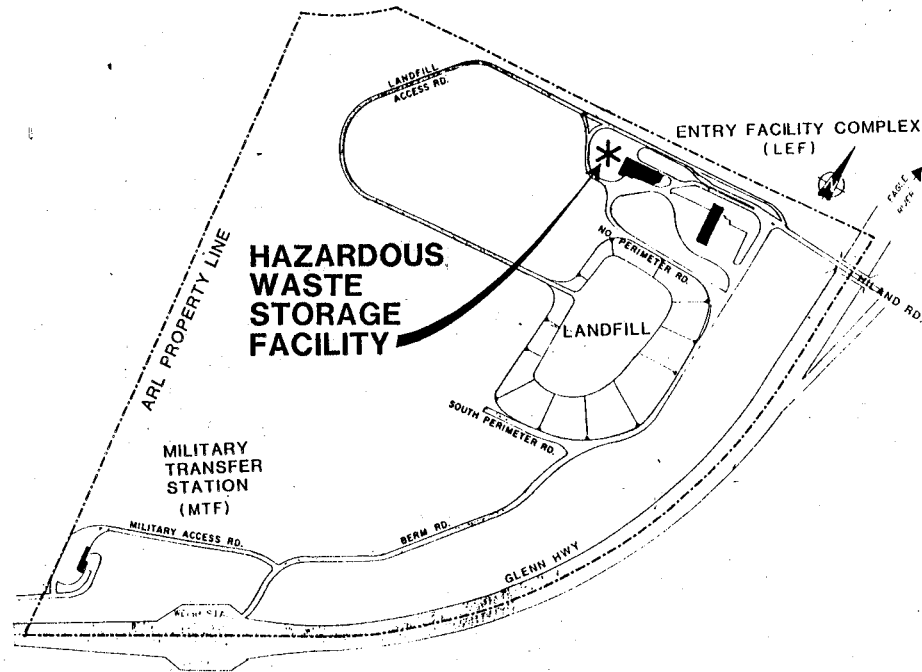 LANDFILL
ACCESS RD.
ENTRY FACILITY COMPLEX
(LEF)
EAGLE
HAZARDOUS
WASTE
STORAGE
FACILITY
NO. PERIMETER RD.
HILAND RD.
ARL PROPERTY LINE
LANDFILL
SOUTH PERIMETER RD.
MILITARY
TRANSFER
STATION
(MTF)
MILITARY ACCESS RD.
BERM RD.
GLENN HWY